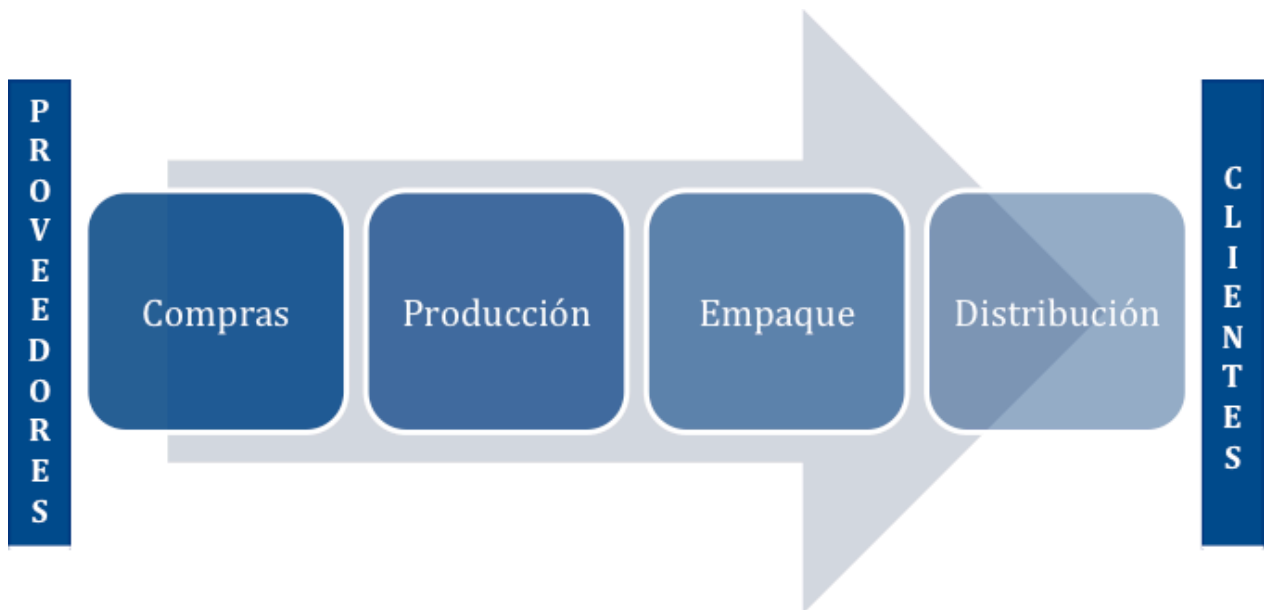 PROVEEDORES
Compras
Producción
Empaque
Distribución
CLIENTES